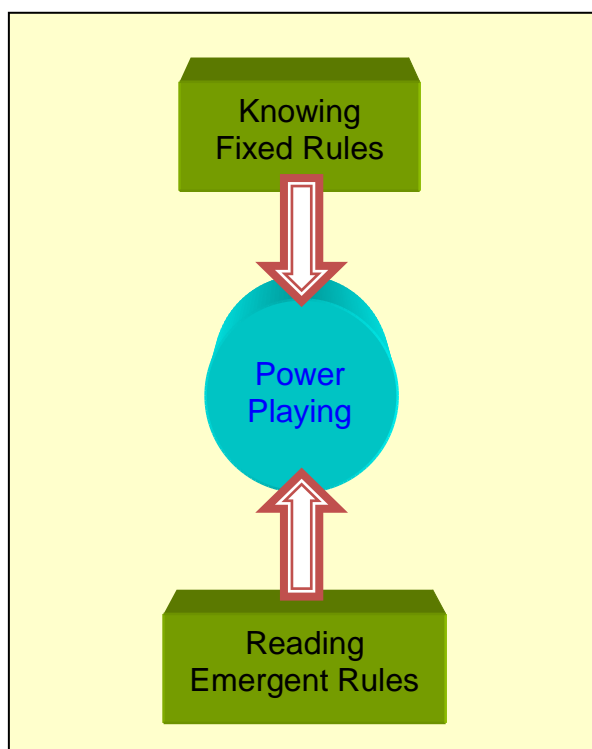 Knowing
Fixed Rules
Power
Playing
Reading
Emergent Rules